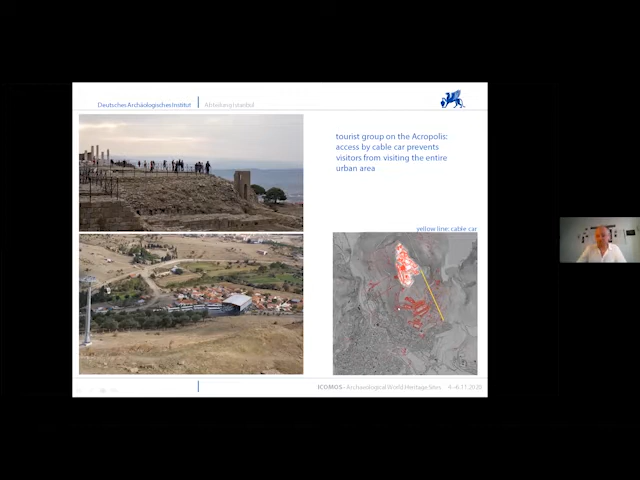 Deutsches Archäologisches Institut
Abteilung Istanbul
tourist group on the Acropolis:
access by cable car prevents
visitors from visiting the entire
urban area
yellow line: cable car
ICOMOS - Archaeological World Heritage Sites 4.-6.11.2020